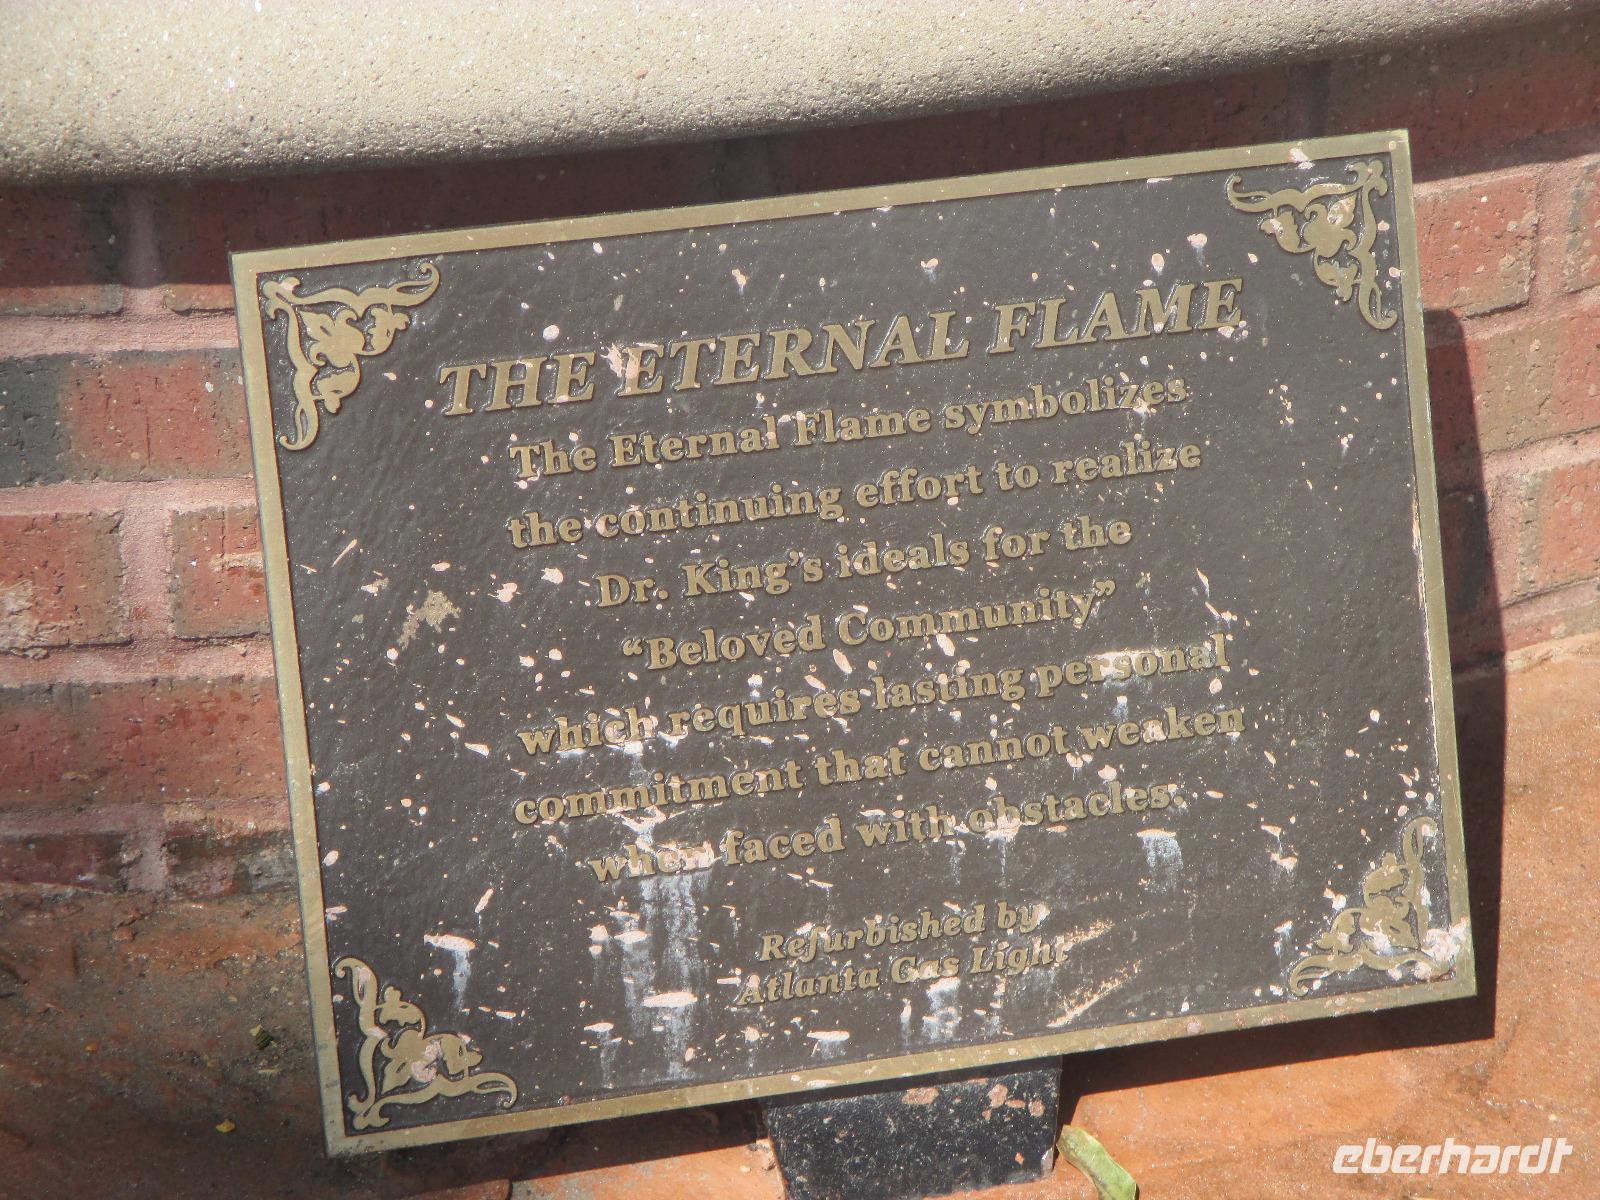 THE ETERNAL FLAME
The Eternal Flame symbolizes
the continuing effort to realize
Dr. King's ideals for the
“Beloved Community”
which requires lasting personal
commitment that cannot weaken
when faced with obstacles.
Refurbished by
Atlanta Gas Light
eberhardt